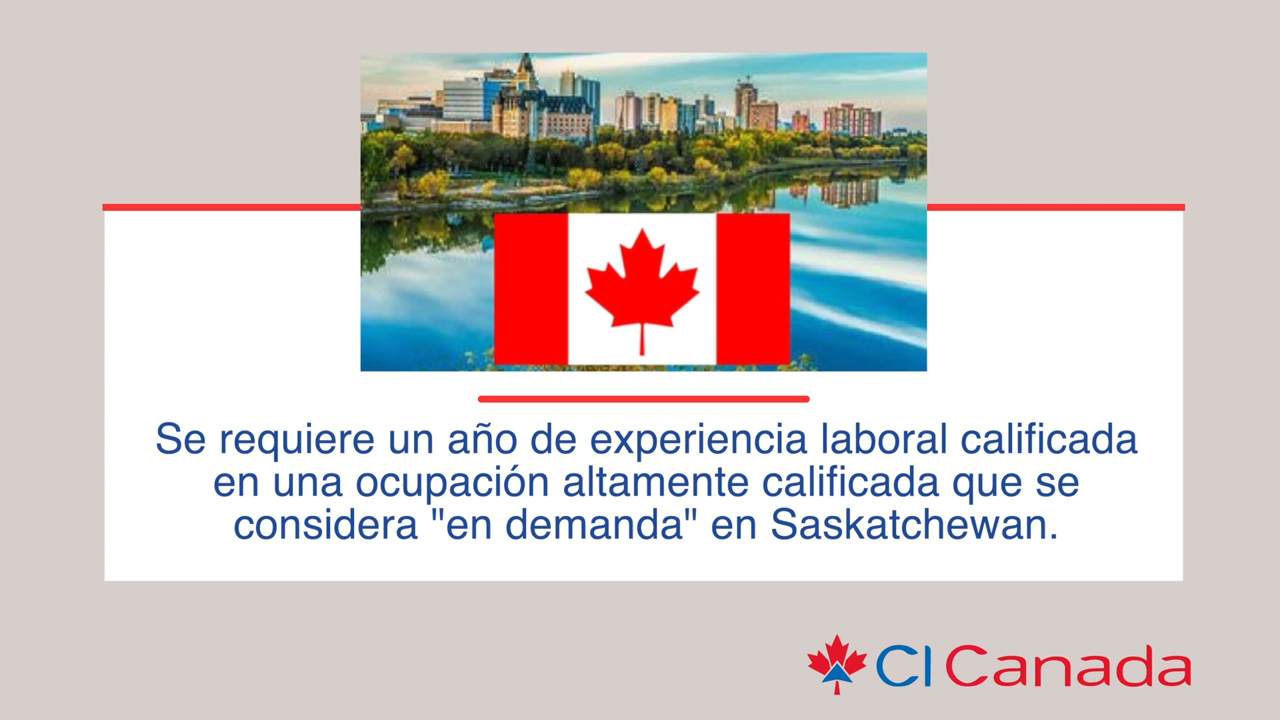 Se requiere un año de experiencia laboral calificada
en una ocupación altamente calificada que se
considera "en demanda" en Saskatchewan.
CI Canada